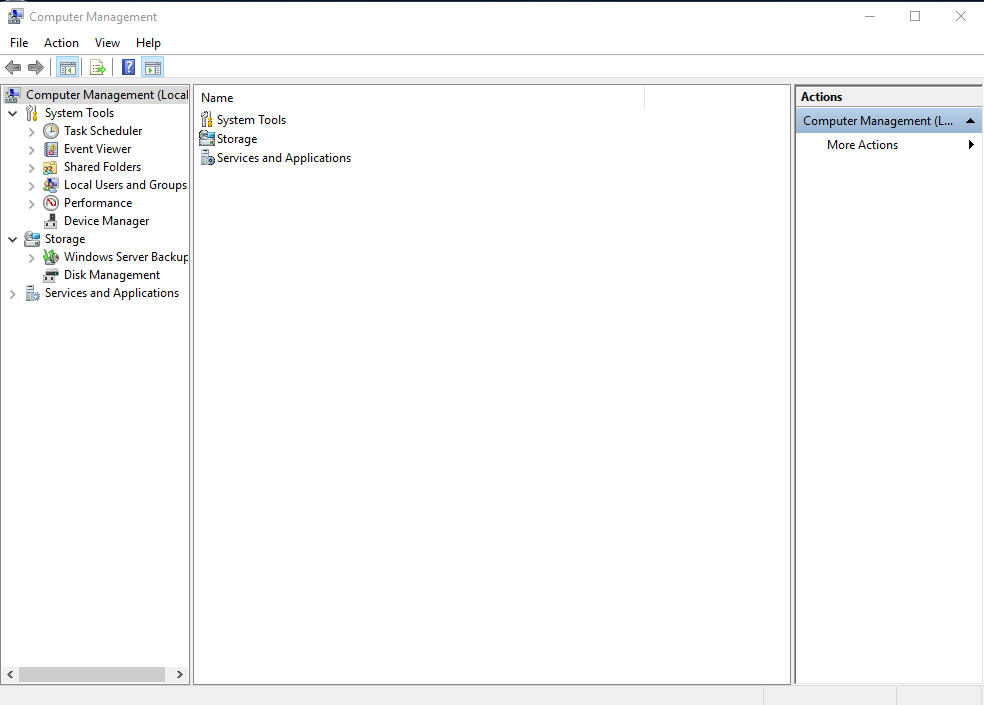 Computer Management
File Action View Help
Computer Management (Local
System Tools
Task Scheduler
Event Viewer
Shared Folders
Local Users and Groups
Performance
Device Manager
Storage
Windows Server Backup
Disk Management
Services and Applications
Name
System Tools
Storage
Services and Applications
Actions
Computer Management (L...
More Actions